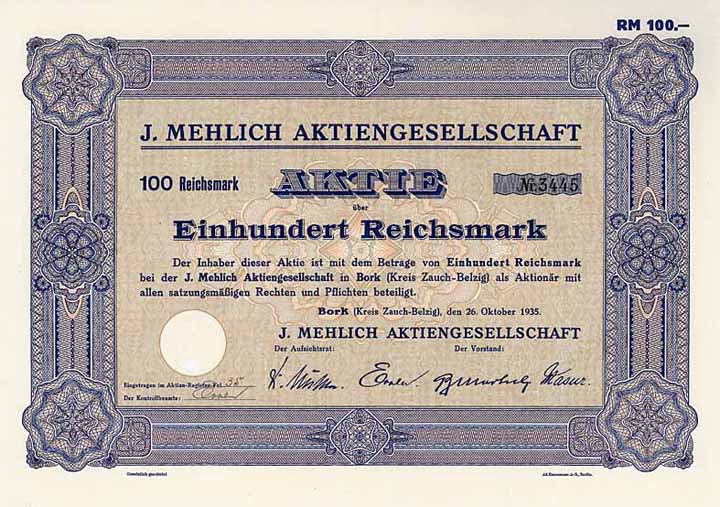 RM 100.—
J. MEHLICH AKTIENGESELLSCHAFT
100 Reichsmark AKTIE Nr. 3445
über
Einhundert Reichsmark
Der Inhaber dieser Aktie ist mit dem Betrage von Einhundert Reichsmark
bei der J. Mehlich Aktiengesellschaft in Bork (Kreis Zauch-Belzig) als Aktionär mit
allen satzungsmäßigen Rechten und Pflichten beteiligt.
Bork (Kreis Zauch-Belzig), den 26. Oktober 1935.
J. MEHLICH AKTIENGESELLSCHAFT
Der Aufsichtsrat: Der Vorstand:
Eingetragen im Aktien-Register Fol. 35
Der Kontrollbeamte:
Gesetzlich geschützt